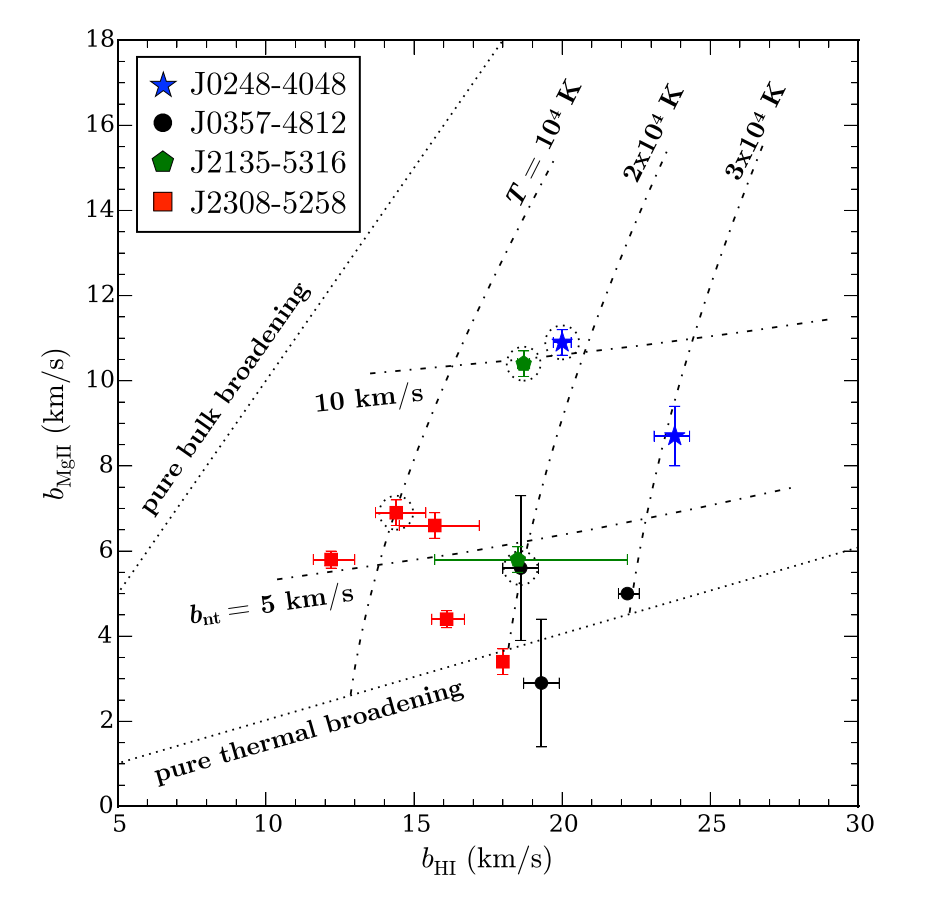 J0248-4048
J0357-4812
J2135-5316
J2308-5258
T = 10⁴ K
2x10⁴ K
3x10⁴ K
pure bulk broadening
10 km/s
b_nt = 5 km/s
pure thermal broadening
18
16
14
12
10
8
6
4
2
0
5
10
15
20
25
30
b_MgII (km/s)
b_HI (km/s)